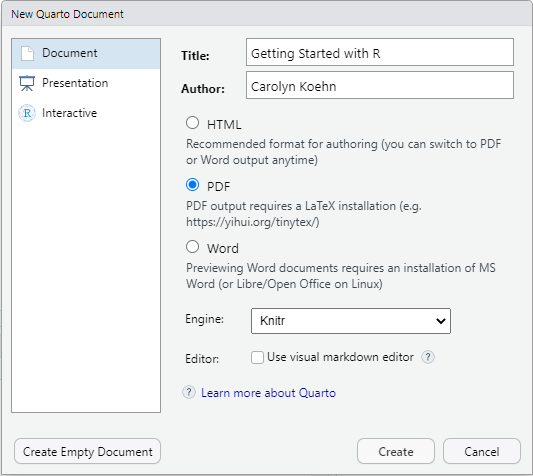 New Quarto Document
Document
Presentation
R Interactive
Title: Getting Started with R
Author: Carolyn Koehn
HTML
Recommended format for authoring (you can switch to PDF
or Word output anytime)
PDF
PDF output requires a LaTeX installation (e.g.
https://yihui.org/tinytex/)
Word
Previewing Word documents requires an installation of MS
Word (or Libre/Open Office on Linux)
Engine: Knitr
Editor: Use visual markdown editor ?
? Learn more about Quarto
Create Empty Document Create Cancel